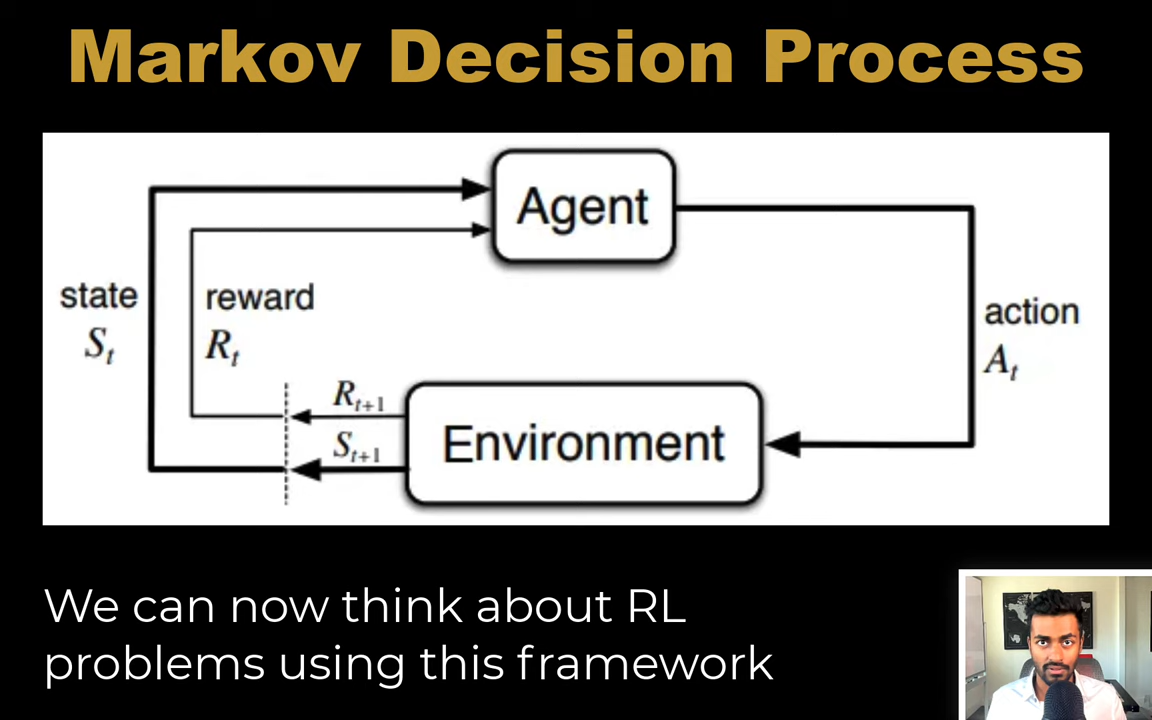 Markov Decision Process
Agent
state
S_t
reward
R_t
action
A_t
R_{t+1}
S_{t+1}
Environment
We can now think about RL
problems using this framework